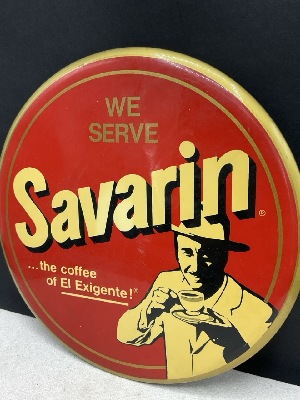 WE
SERVE
Savarin®
...the coffee
of El Exigente!*